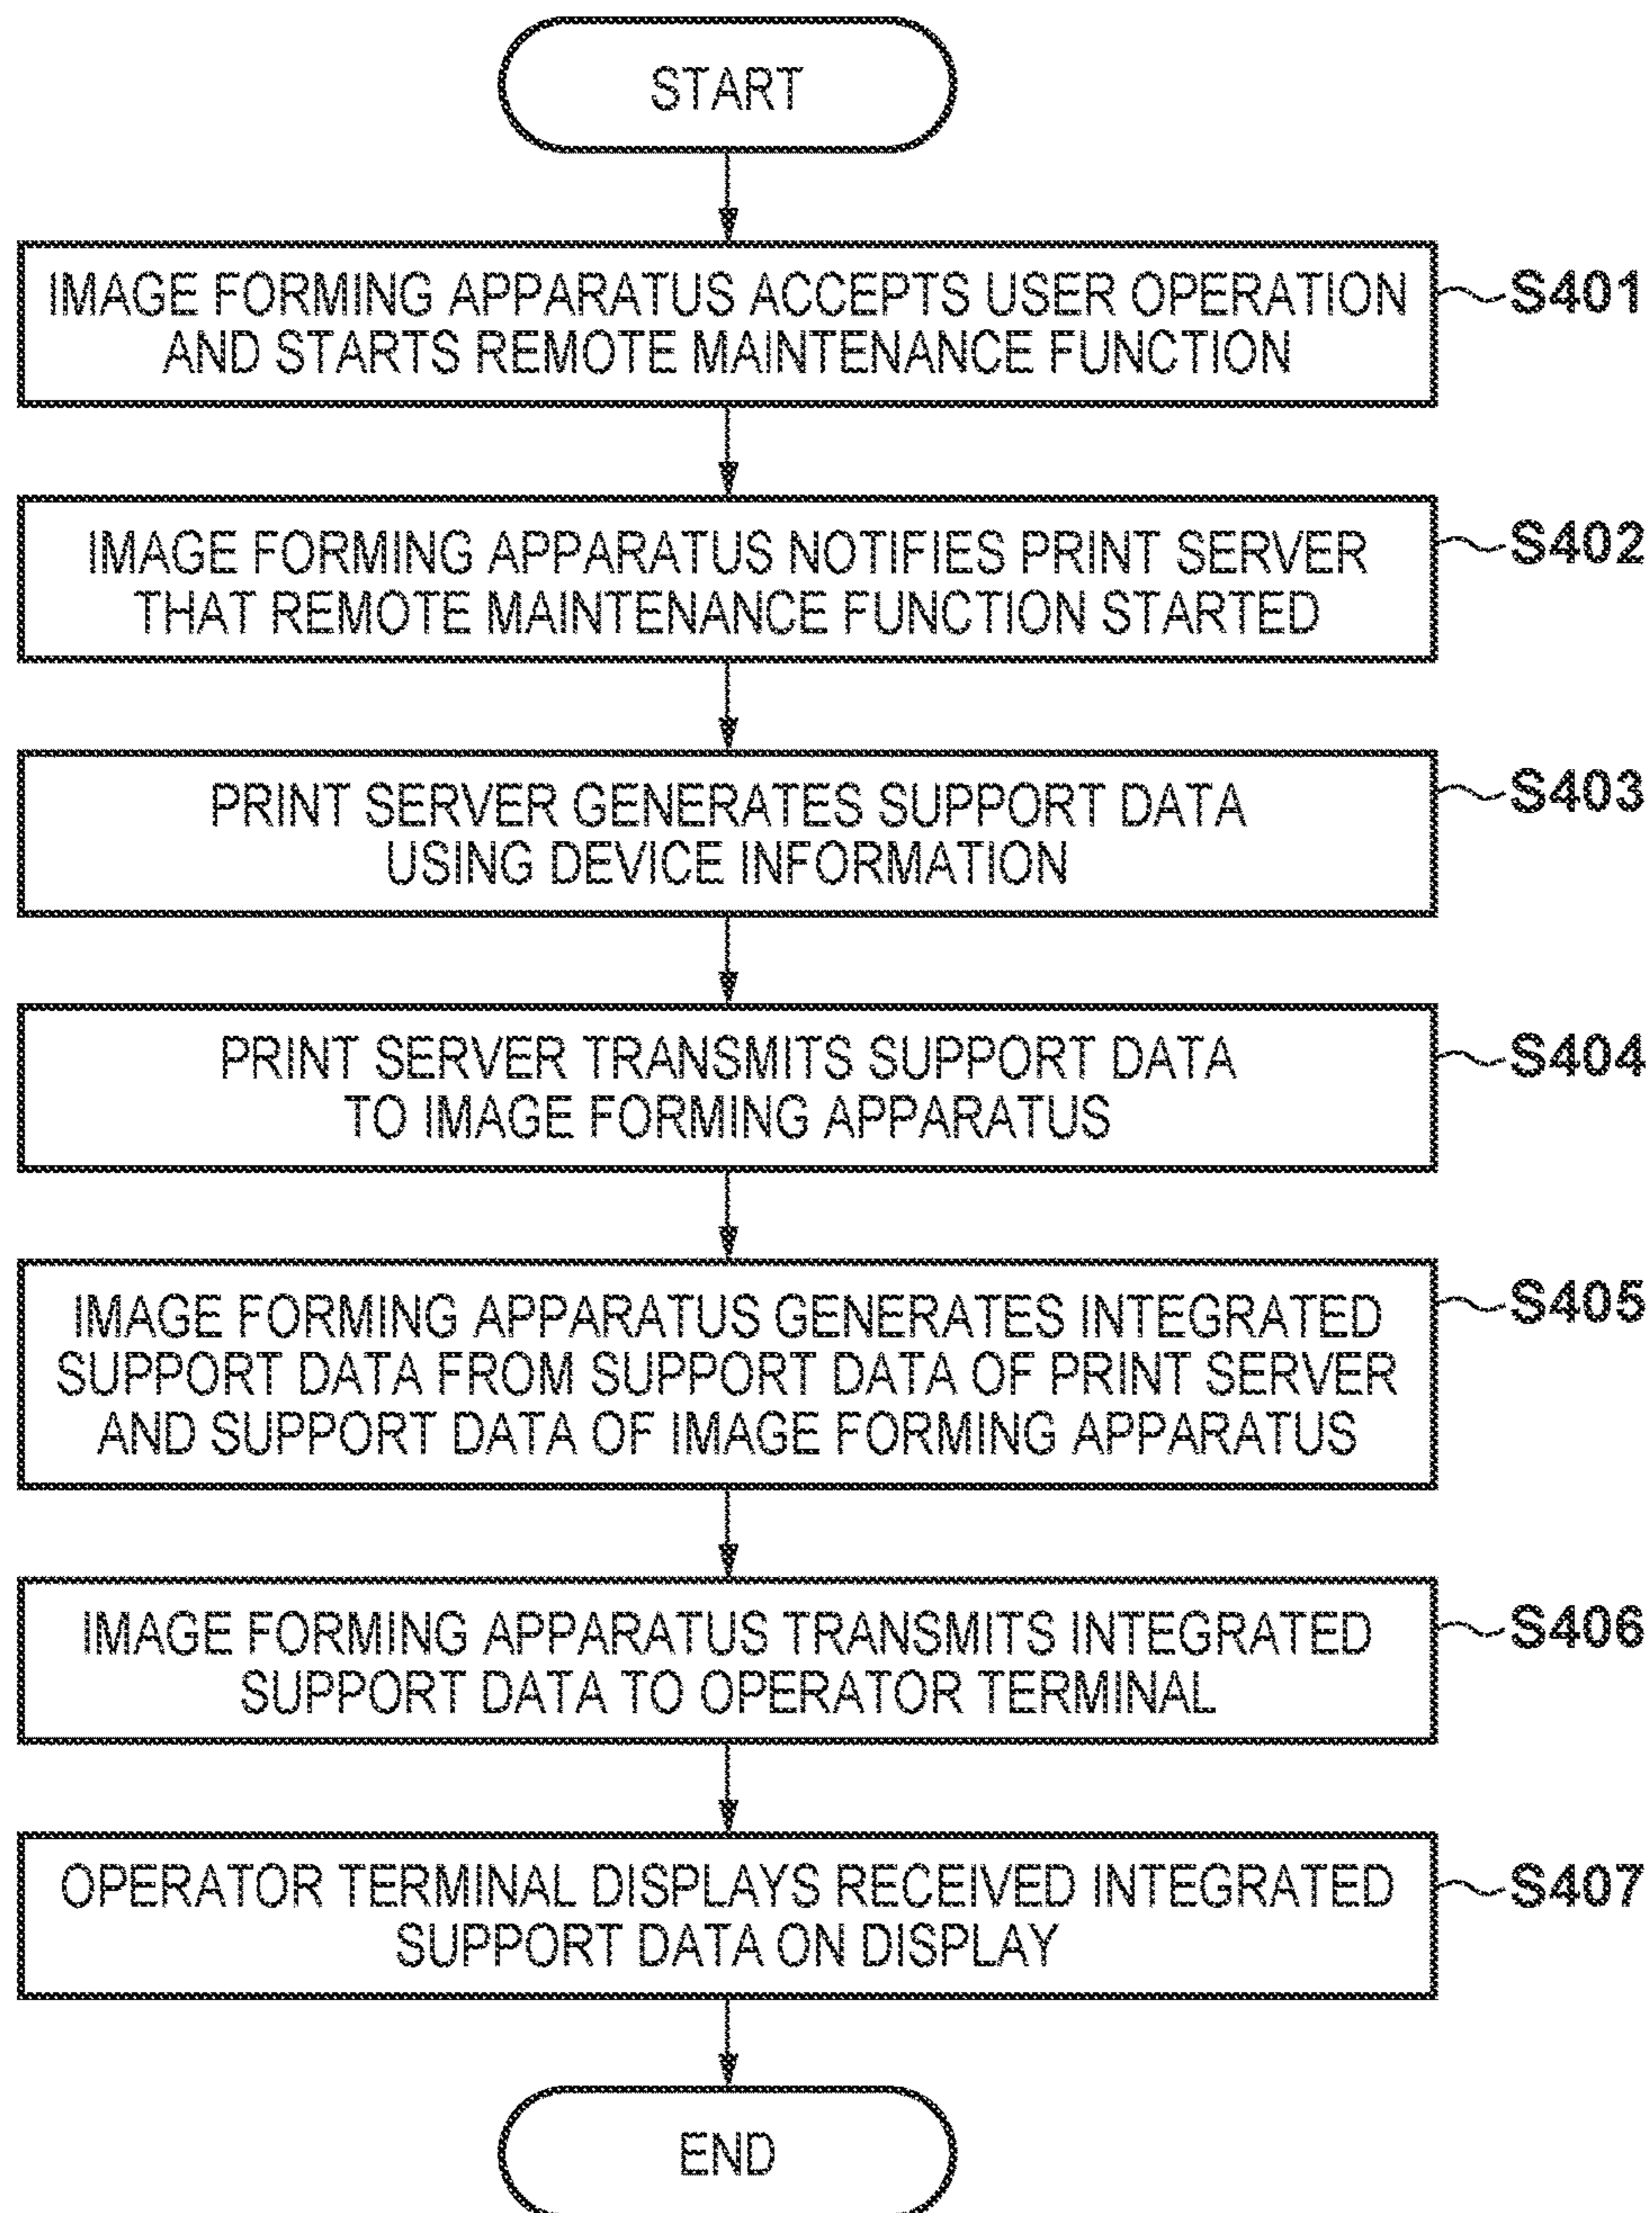 START
IMAGE FORMING APPARATUS ACCEPTS USER OPERATION
AND STARTS REMOTE MAINTENANCE FUNCTION
S401
IMAGE FORMING APPARATUS NOTIFIES PRINT SERVER
THAT REMOTE MAINTENANCE FUNCTION STARTED
S402
PRINT SERVER GENERATES SUPPORT DATA
USING DEVICE INFORMATION
S403
PRINT SERVER TRANSMITS SUPPORT DATA
TO IMAGE FORMING APPARATUS
S404
IMAGE FORMING APPARATUS GENERATES INTEGRATED
SUPPORT DATA FROM SUPPORT DATA OF PRINT SERVER
AND SUPPORT DATA OF IMAGE FORMING APPARATUS
S405
IMAGE FORMING APPARATUS TRANSMITS INTEGRATED
SUPPORT DATA TO OPERATOR TERMINAL
S406
OPERATOR TERMINAL DISPLAYS RECEIVED INTEGRATED
SUPPORT DATA ON DISPLAY
S407
END